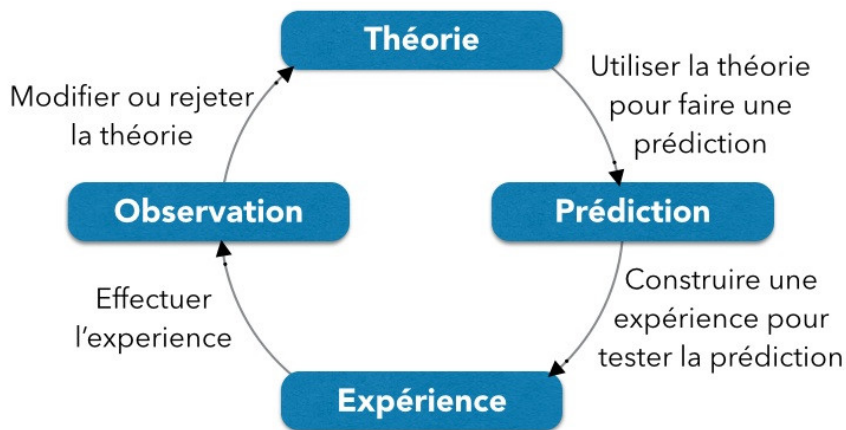 Théorie
Utiliser la théorie
pour faire une
prédiction
Prédiction
Construire une
expérience pour
tester la prédiction
Expérience
Effectuer
l'experience
Observation
Modifier ou rejeter
la théorie